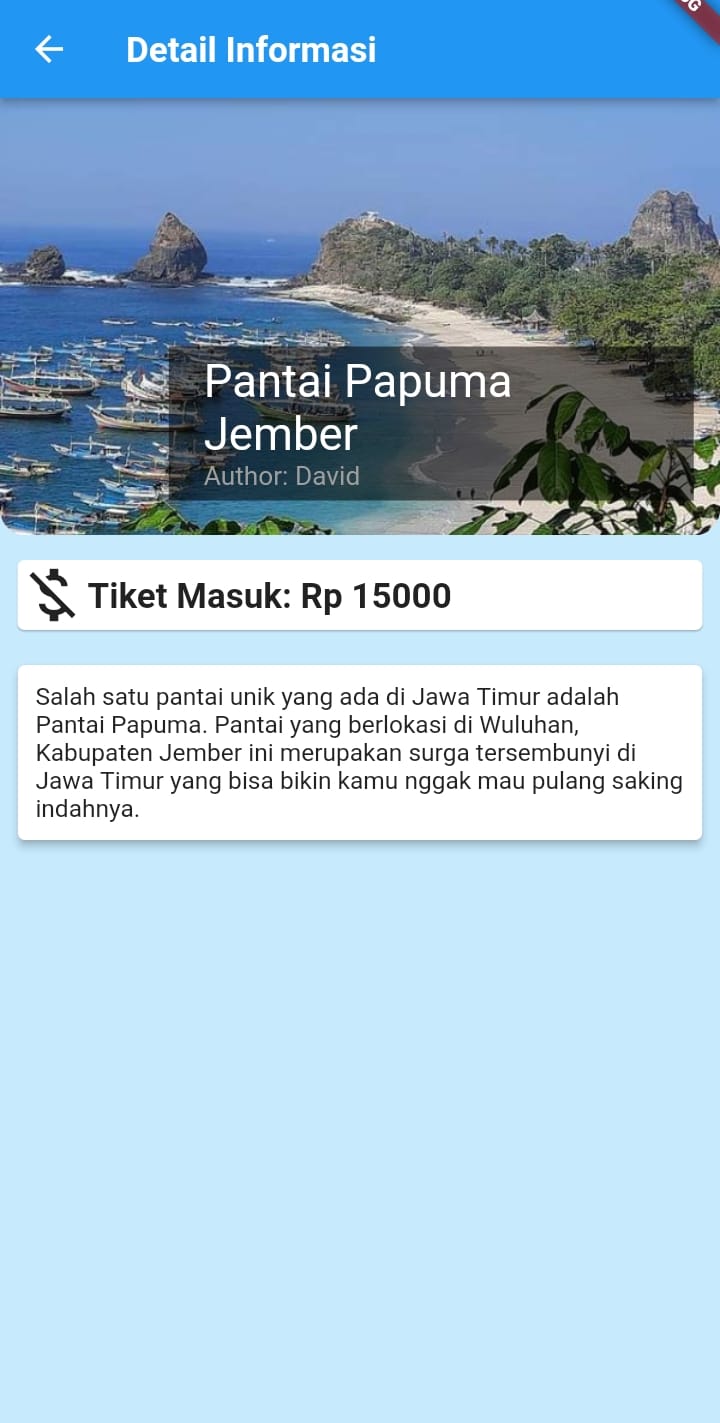 Detail Informasi
Pantai Papuma
Jember
Author: David
Tiket Masuk: Rp 15000
Salah satu pantai unik yang ada di Jawa Timur adalah
Pantai Papuma. Pantai yang berlokasi di Wuluhan,
Kabupaten Jember ini merupakan surga tersembunyi di
Jawa Timur yang bisa bikin kamu nggak mau pulang saking
indahnya.